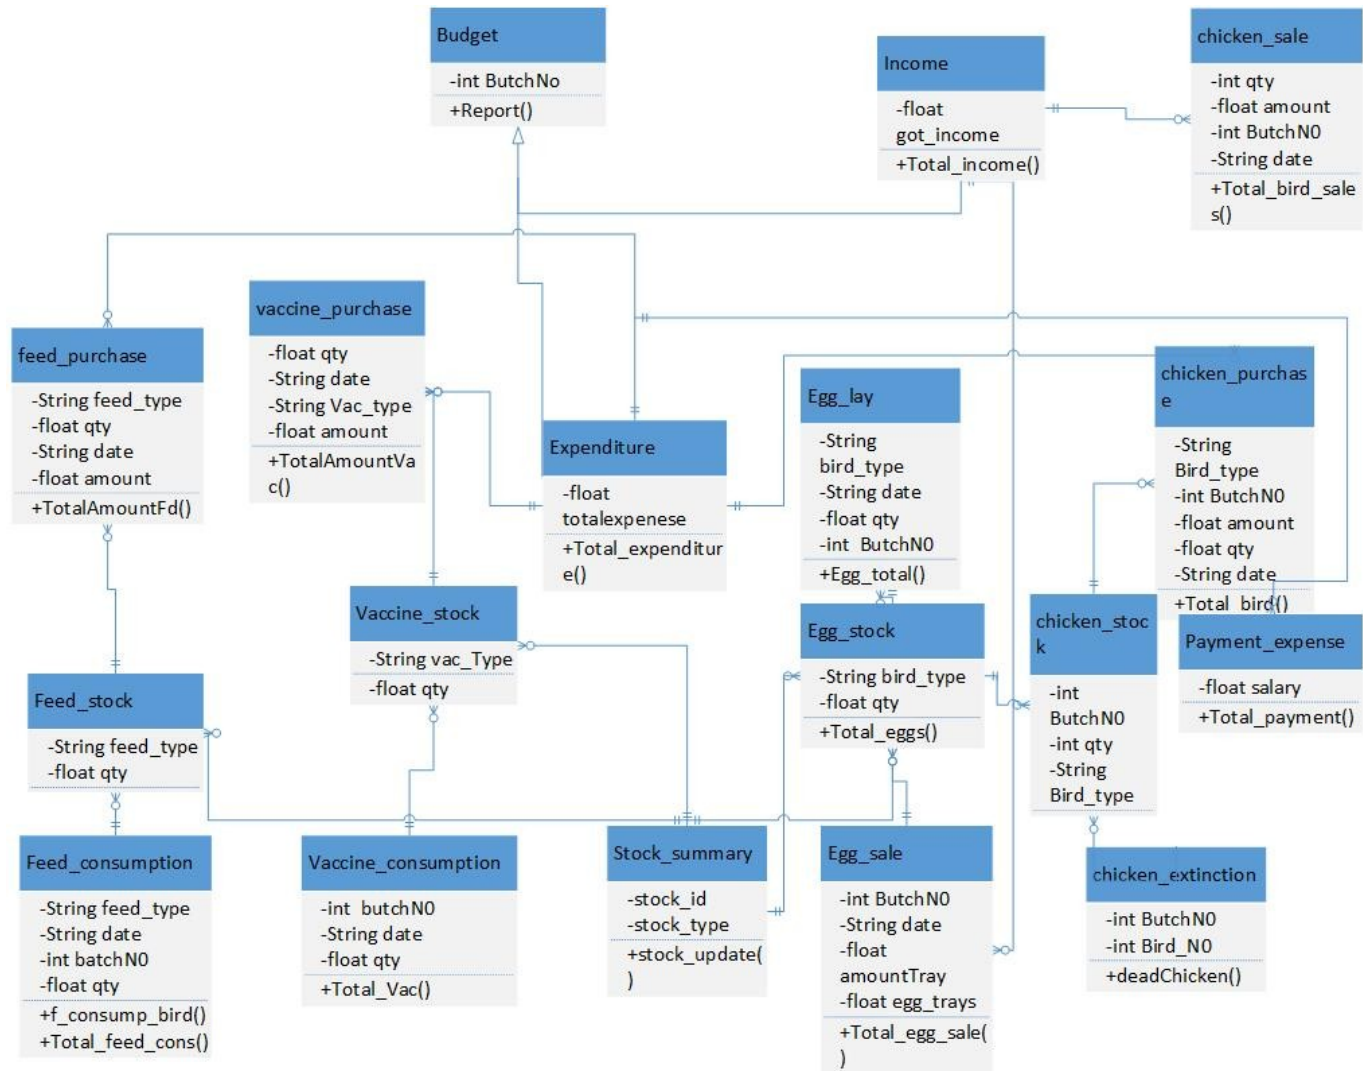 Budget
-int ButchNo
+Report()
Income
-float
got_income
+Total_income()
chicken_sale
-int qty
-float amount
-int ButchN0
-String date
+Total_bird_sale
s()
feed_purchase
-String feed_type
-float qty
-String date
-float amount
+TotalAmountFd()
vaccine_purchase
-float qty
-String date
-String Vac_type
-float amount
+TotalAmountVa
c()
Expenditure
-float
totalexpenese
+Total_expenditur
e()
Egg_lay
-String
bird_type
-String date
-float qty
-int ButchN0
+Egg_total()
chicken_purchas
e
-String
Bird_type
-int ButchN0
-float amount
-float qty
-String date
+Total_bird()
Feed_stock
-String feed_type
-float qty
Vaccine_stock
-String vac_Type
-float qty
Egg_stock
-String bird_type
-float qty
+Total_eggs()
chicken_stoc
k
-int
ButchN0
-int qty
-String
Bird_type
Payment_expense
-float salary
+Total_payment()
Feed_consumption
-String feed_type
-String date
-int batchN0
-float qty
+f_consump_bird()
+Total_feed_cons()
Vaccine_consumption
-int butchN0
-String date
-float qty
+Total_Vac()
Stock_summary
-stock_id
-stock_type
+stock_update(
)
Egg_sale
-int ButchN0
-String date
-float
amountTray
-float egg_trays
+Total_egg_sale(
)
chicken_extinction
-int ButchN0
-int Bird_N0
+deadChicken()